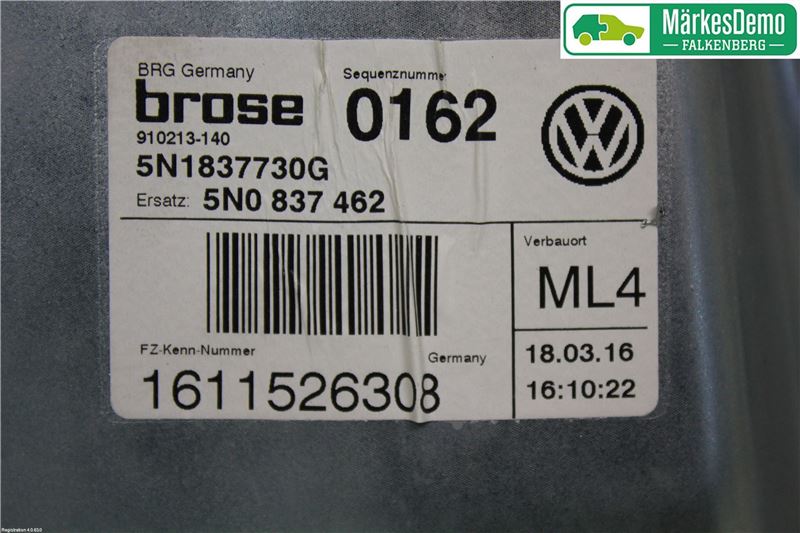 MärkesDemo
FALKENBERG
BRG Germany
Sequenznummer
brose
0162
910213-140
5N1837730G
Ersatz: 5N0 837 462
Verbauort
ML4
FZ-Kenn-Nummer
Germany
18.03.16
1611526308
16:10:22